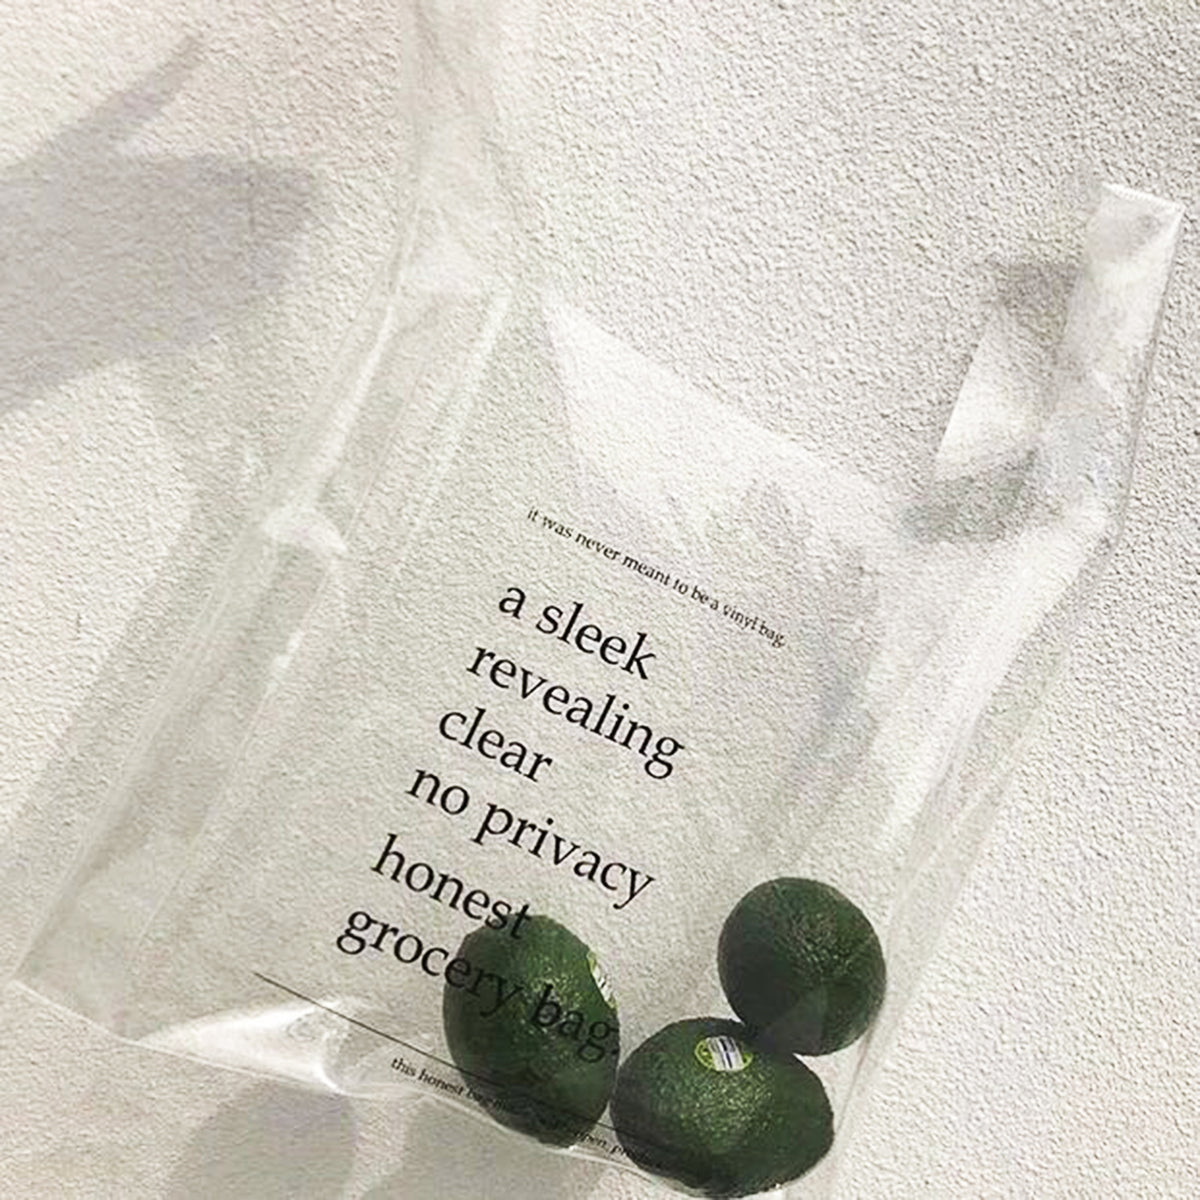 it was never meant to be a vinyl bag.
a sleek
revealing
clear
no privacy
honest
grocery bag.
this honest